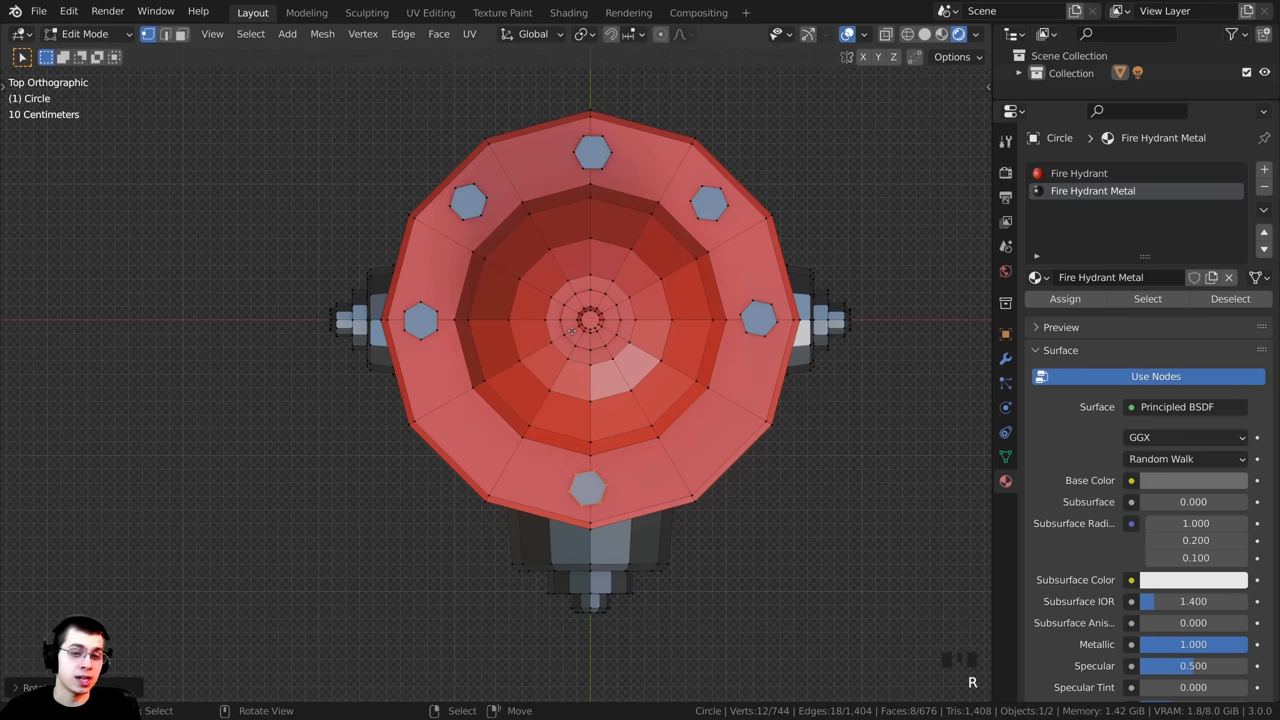 File Edit Render Window Help Layout Modeling Sculpting UV Editing Texture Paint Shading Rendering Compositing + Scene View Layer
Edit Mode View Select Add Mesh Vertex Edge Face UV Global
X Y Z Options
Top Orthographic
(1) Circle
10 Centimeters
Scene Collection
Collection
Circle Fire Hydrant Metal
Fire Hydrant
Fire Hydrant Metal
Fire Hydrant Metal
Assign Select Deselect
Preview
Surface
Use Nodes
Surface Principled BSDF
GGX
Random Walk
Base Color
Subsurface 0.000
Subsurface Radi... 1.000
0.200
0.100
Subsurface Color
Subsurface IOR 1.400
Subsurface Anis... 0.000
Metallic 1.000
Specular 0.500
Specular Tint 0.000
R
Select Rotate View Select Move Circle | Verts:12/744 | Edges:18/1,404 | Faces:8/676 | Tris:1,408 | Objects:1/2 | Memory: 1.42 GiB | VRAM: 1.8/8.0 GiB | 3.0.0